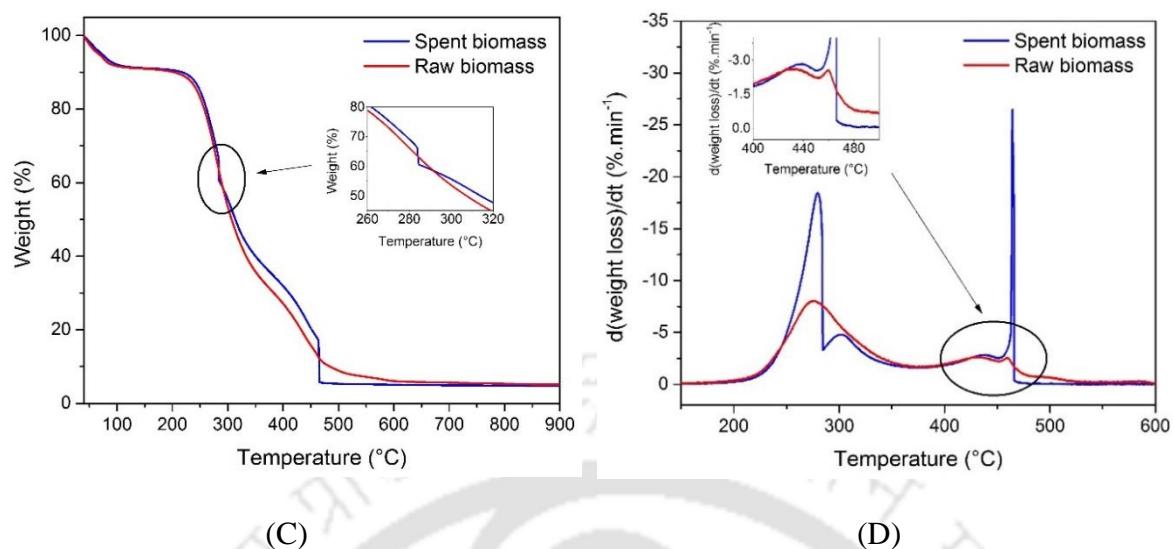 100
80
60
40
20
0
Weight (%)
100 200 300 400 500 600 700 800 900
Temperature (°C)
Spent biomass
Raw biomass
80
70
60
50
Weight (%)
260 280 300 320
Temperature (°C)
(C)
-35
-30
-25
-20
-15
-10
-5
0
d(weight loss)/dt (%.min⁻¹)
200 300 400 500 600
Temperature (°C)
Spent biomass
Raw biomass
-3.0
-1.5
0.0
d(weight loss)/dt (%.min⁻¹)
400 440 480
Temperature (°C)
(D)